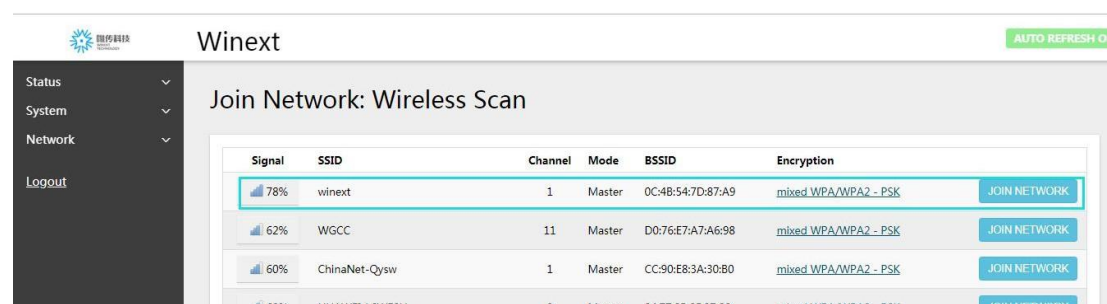 微传科技
Winext
AUTO REFRESH O
Status
System
Network
Logout
Join Network: Wireless Scan
Signal SSID Channel Mode BSSID Encryption
78% winext 1 Master 0C:4B:54:7D:87:A9 mixed WPA/WPA2 - PSK JOIN NETWORK
62% WGCC 11 Master D0:76:E7:A7:A6:98 mixed WPA/WPA2 - PSK JOIN NETWORK
60% ChinaNet-Qysw 1 Master CC:90:E8:3A:30:B0 mixed WPA/WPA2 - PSK JOIN NETWORK